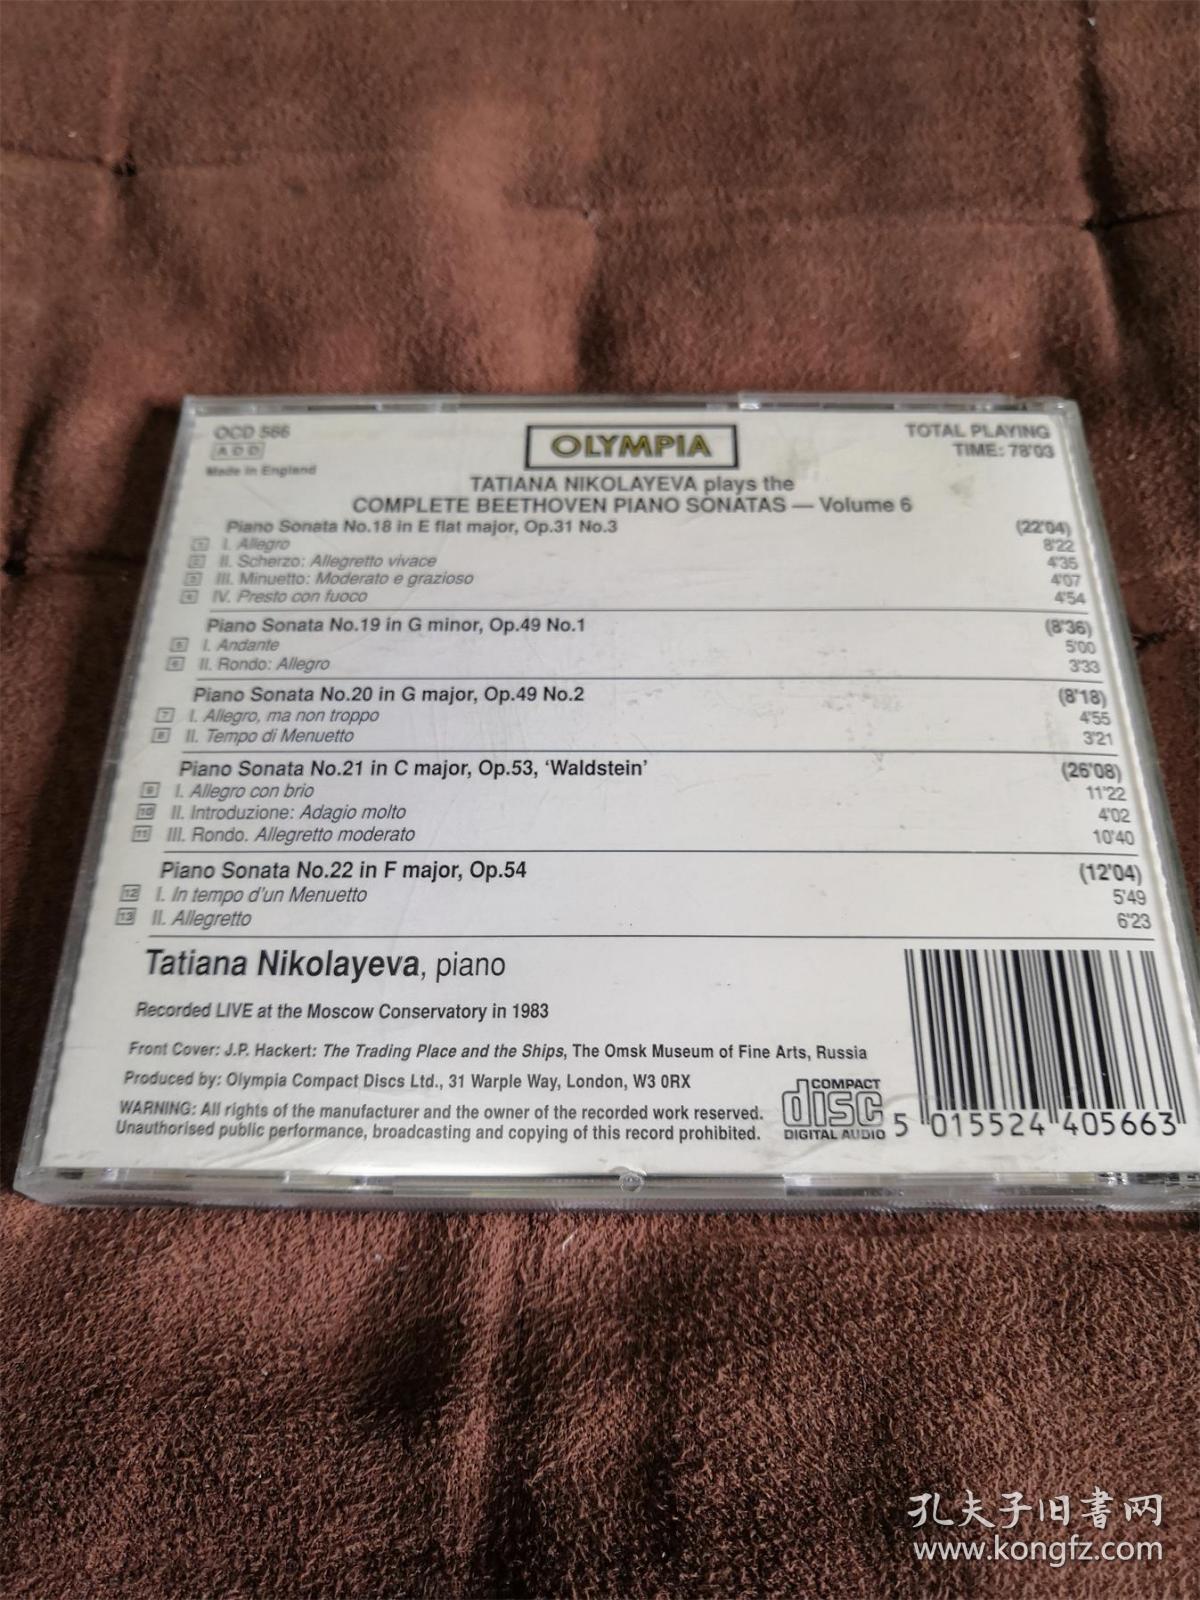 OCD 566
ADD
Made in England
OLYMPIA
TOTAL PLAYING
TIME: 78'03
TATIANA NIKOLAYEVA plays the
COMPLETE BEETHOVEN PIANO SONATAS — Volume 6
Piano Sonata No.18 in E flat major, Op.31 No.3 (22'04)
1 I. Allegro 8'22
2 II. Scherzo: Allegretto vivace 4'35
3 III. Minuetto: Moderato e grazioso 4'07
4 IV. Presto con fuoco 4'54
Piano Sonata No.19 in G minor, Op.49 No.1 (8'36)
5 I. Andante 5'00
6 II. Rondo: Allegro 3'33
Piano Sonata No.20 in G major, Op.49 No.2 (8'18)
7 I. Allegro, ma non troppo 4'55
8 II. Tempo di Menuetto 3'21
Piano Sonata No.21 in C major, Op.53, 'Waldstein' (26'08)
9 I. Allegro con brio 11'22
10 II. Introduzione: Adagio molto 4'02
11 III. Rondo. Allegretto moderato 10'40
Piano Sonata No.22 in F major, Op.54 (12'04)
12 I. In tempo d'un Menuetto 5'49
13 II. Allegretto 6'23
Tatiana Nikolayeva, piano
Recorded LIVE at the Moscow Conservatory in 1983
Front Cover: J.P. Hackert: The Trading Place and the Ships, The Omsk Museum of Fine Arts, Russia
Produced by: Olympia Compact Discs Ltd., 31 Warple Way, London, W3 0RX
WARNING: All rights of the manufacturer and the owner of the recorded work reserved.
Unauthorised public performance, broadcasting and copying of this record prohibited.
COMPACT
disc
DIGITAL AUDIO
5 015524 405663
孔夫子旧書网
www.kongfz.com